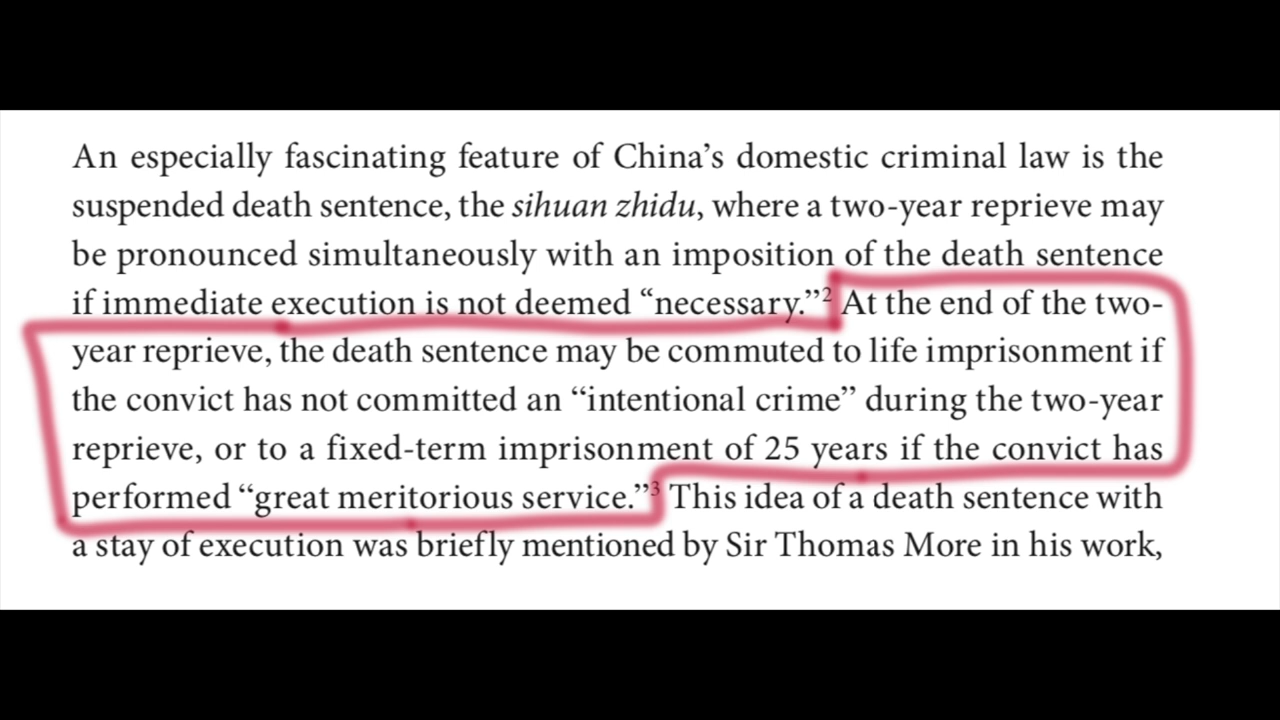 An especially fascinating feature of China’s domestic criminal law is the
suspended death sentence, the sihuan zhidu, where a two-year reprieve may
be pronounced simultaneously with an imposition of the death sentence
if immediate execution is not deemed “necessary.”2 At the end of the two-
year reprieve, the death sentence may be commuted to life imprisonment if
the convict has not committed an “intentional crime” during the two-year
reprieve, or to a fixed-term imprisonment of 25 years if the convict has
performed “great meritorious service.”3 This idea of a death sentence with
a stay of execution was briefly mentioned by Sir Thomas More in his work,